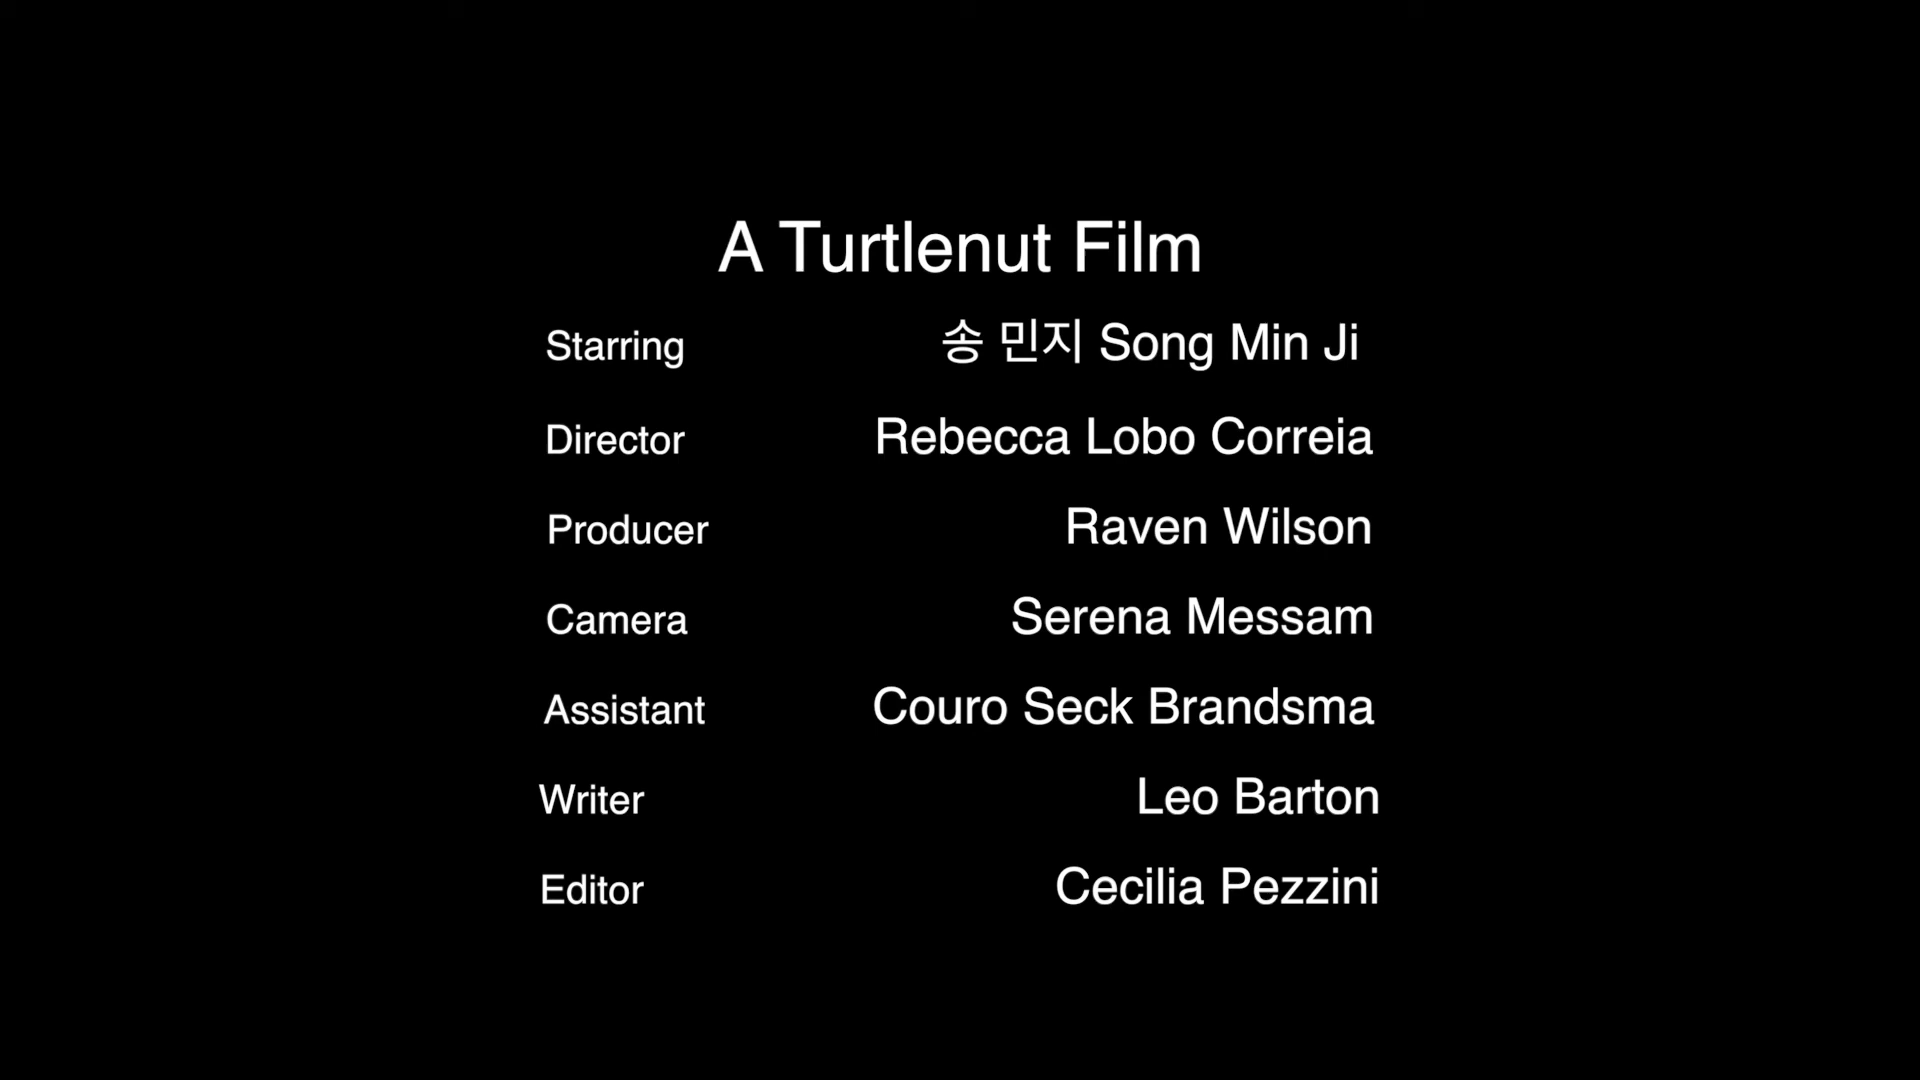 A Turtlenut Film
Starring 송 민지 Song Min Ji
Director Rebecca Lobo Correia
Producer Raven Wilson
Camera Serena Messam
Assistant Couro Seck Brandsma
Writer Leo Barton
Editor Cecilia Pezzini